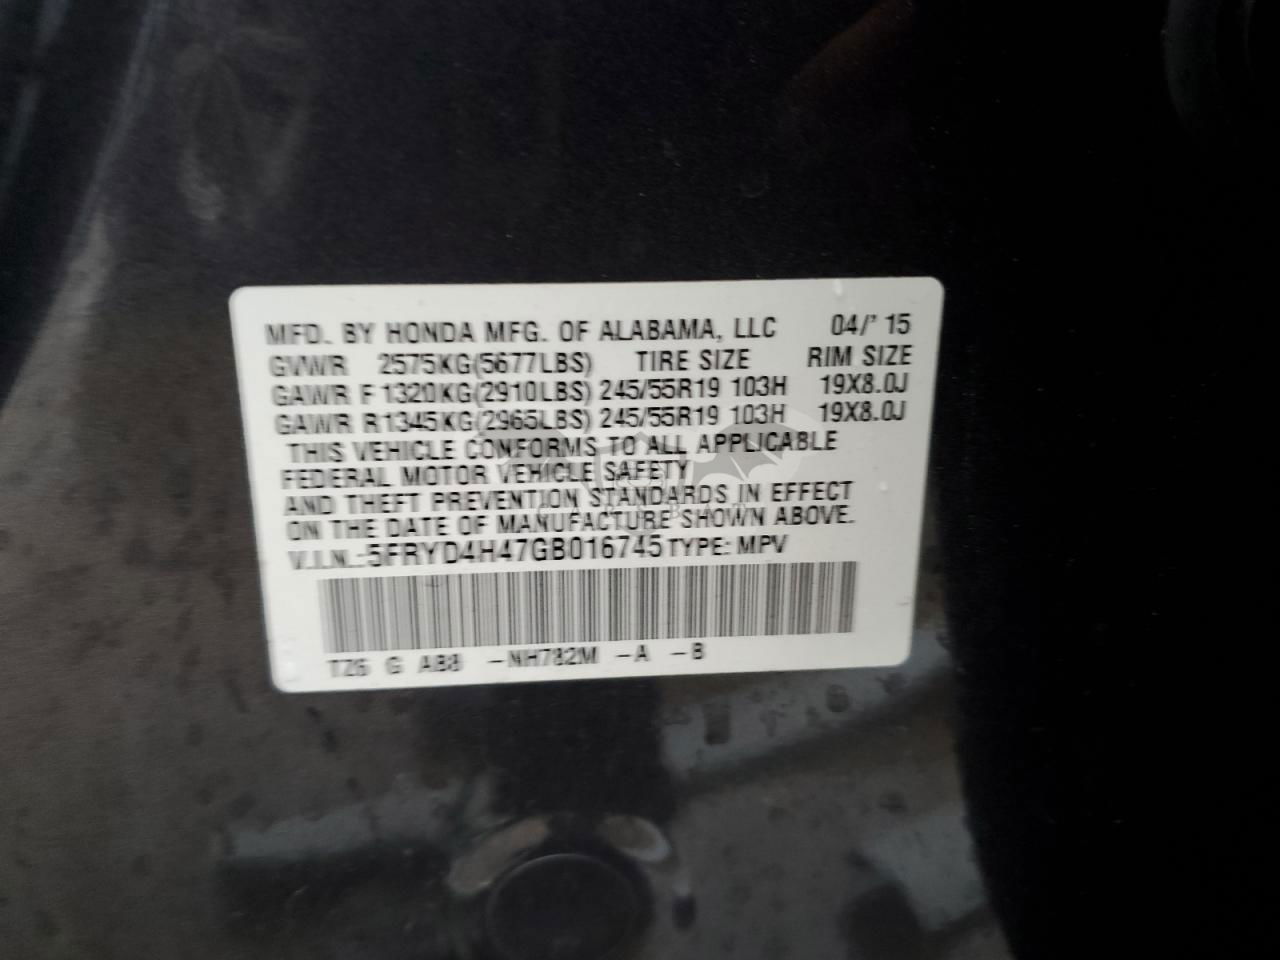 MFD. BY HONDA MFG. OF ALABAMA, LLC 04/'15
GVWR 2575KG(5677LBS) TIRE SIZE RIM SIZE
GAWR F 1320KG(2910LBS) 245/55R19 103H 19X8.0J
GAWR R1345KG(2965LBS) 245/55R19 103H 19X8.0J
THIS VEHICLE CONFORMS TO ALL APPLICABLE
FEDERAL MOTOR VEHICLE SAFETY
AND THEFT PREVENTION STANDARDS IN EFFECT
ON THE DATE OF MANUFACTURE SHOWN ABOVE.
V.I.N.:5FRYD4H47GB016745 TYPE: MPV
TZ6 G AB8 -NH782M -A -B